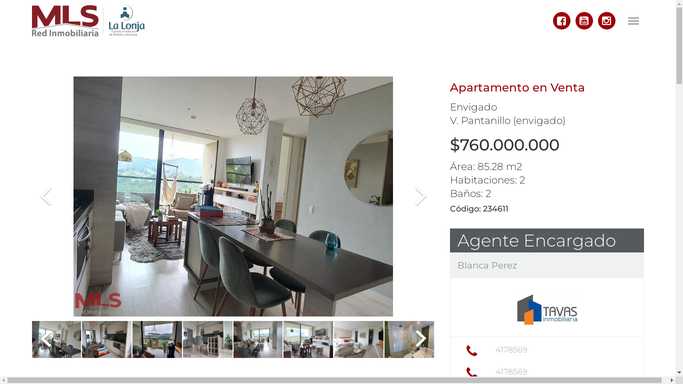 MLS
Red Inmobiliaria
La Lonja
Apartamento en Venta
Envigado
V. Pantanillo (envigado)
$760.000.000
Área: 85.28 m2
Habitaciones: 2
Baños: 2
Código: 234611
Agente Encargado
Blanca Perez
TAVAS
inmobiliaria
4178569
4178569
MLS